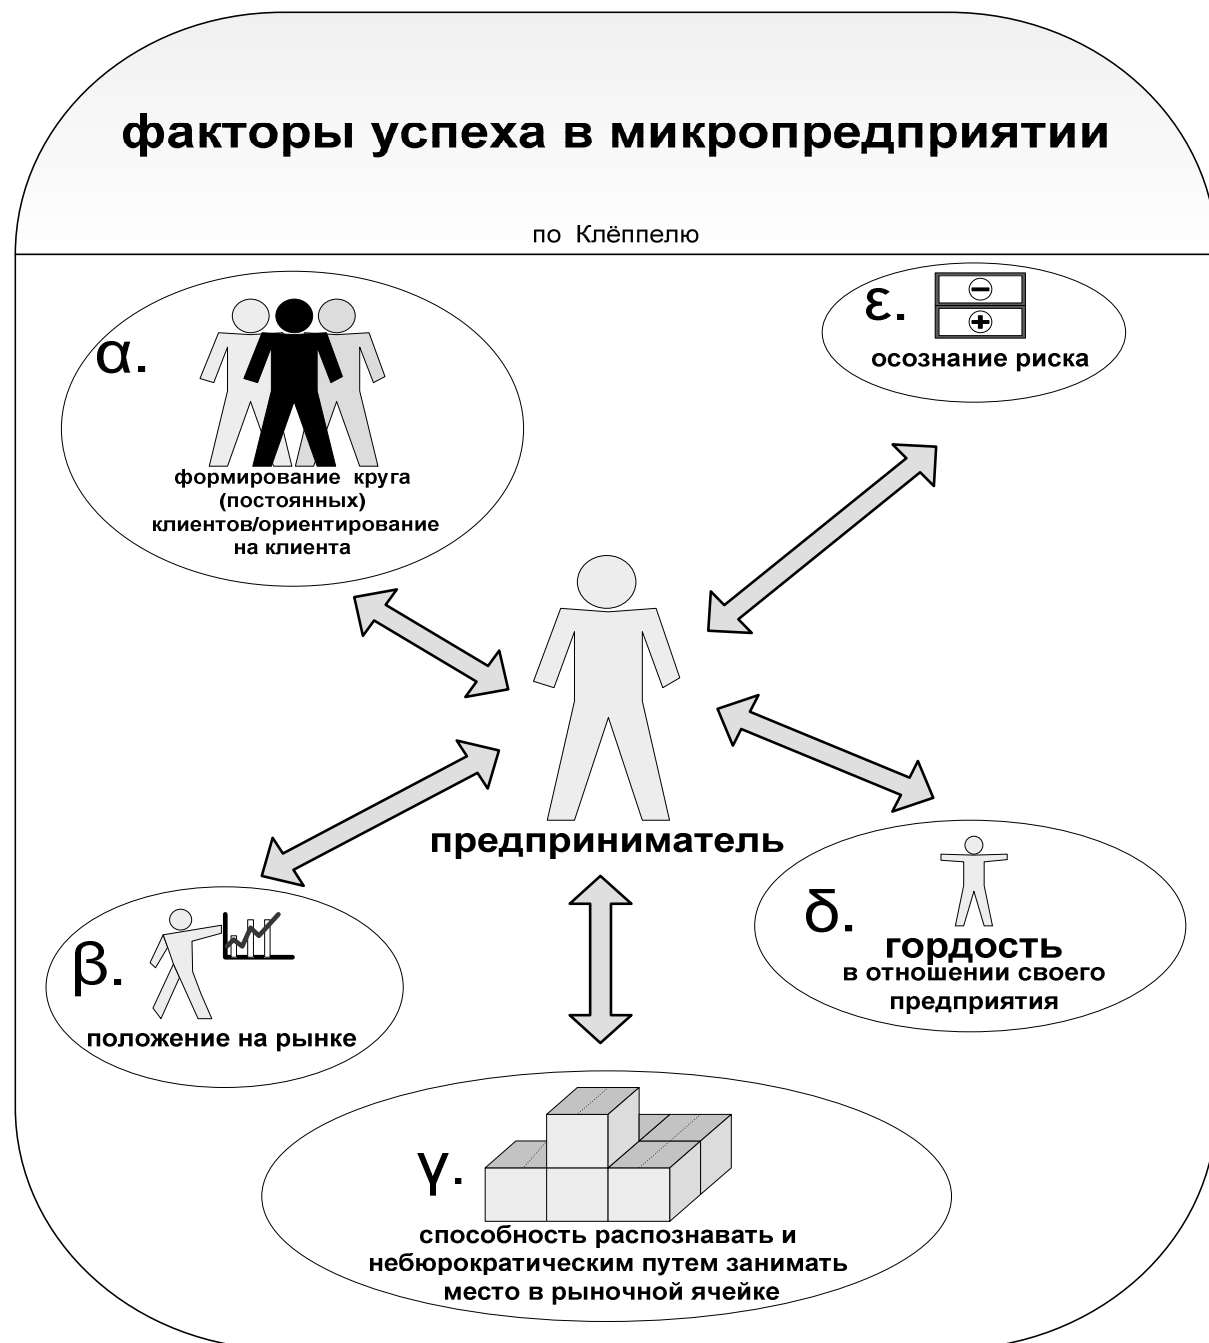 факторы успеха в микропредприятии
по Клёппелю
α.
формирование круга
(постоянных)
клиентов/ориентирование
на клиента
ε.
осознание риска
предприниматель
β.
положение на рынке
δ.
гордость
в отношении своего
предприятия
γ.
способность распознавать и
небюрократическим путем занимать
место в рыночной ячейке